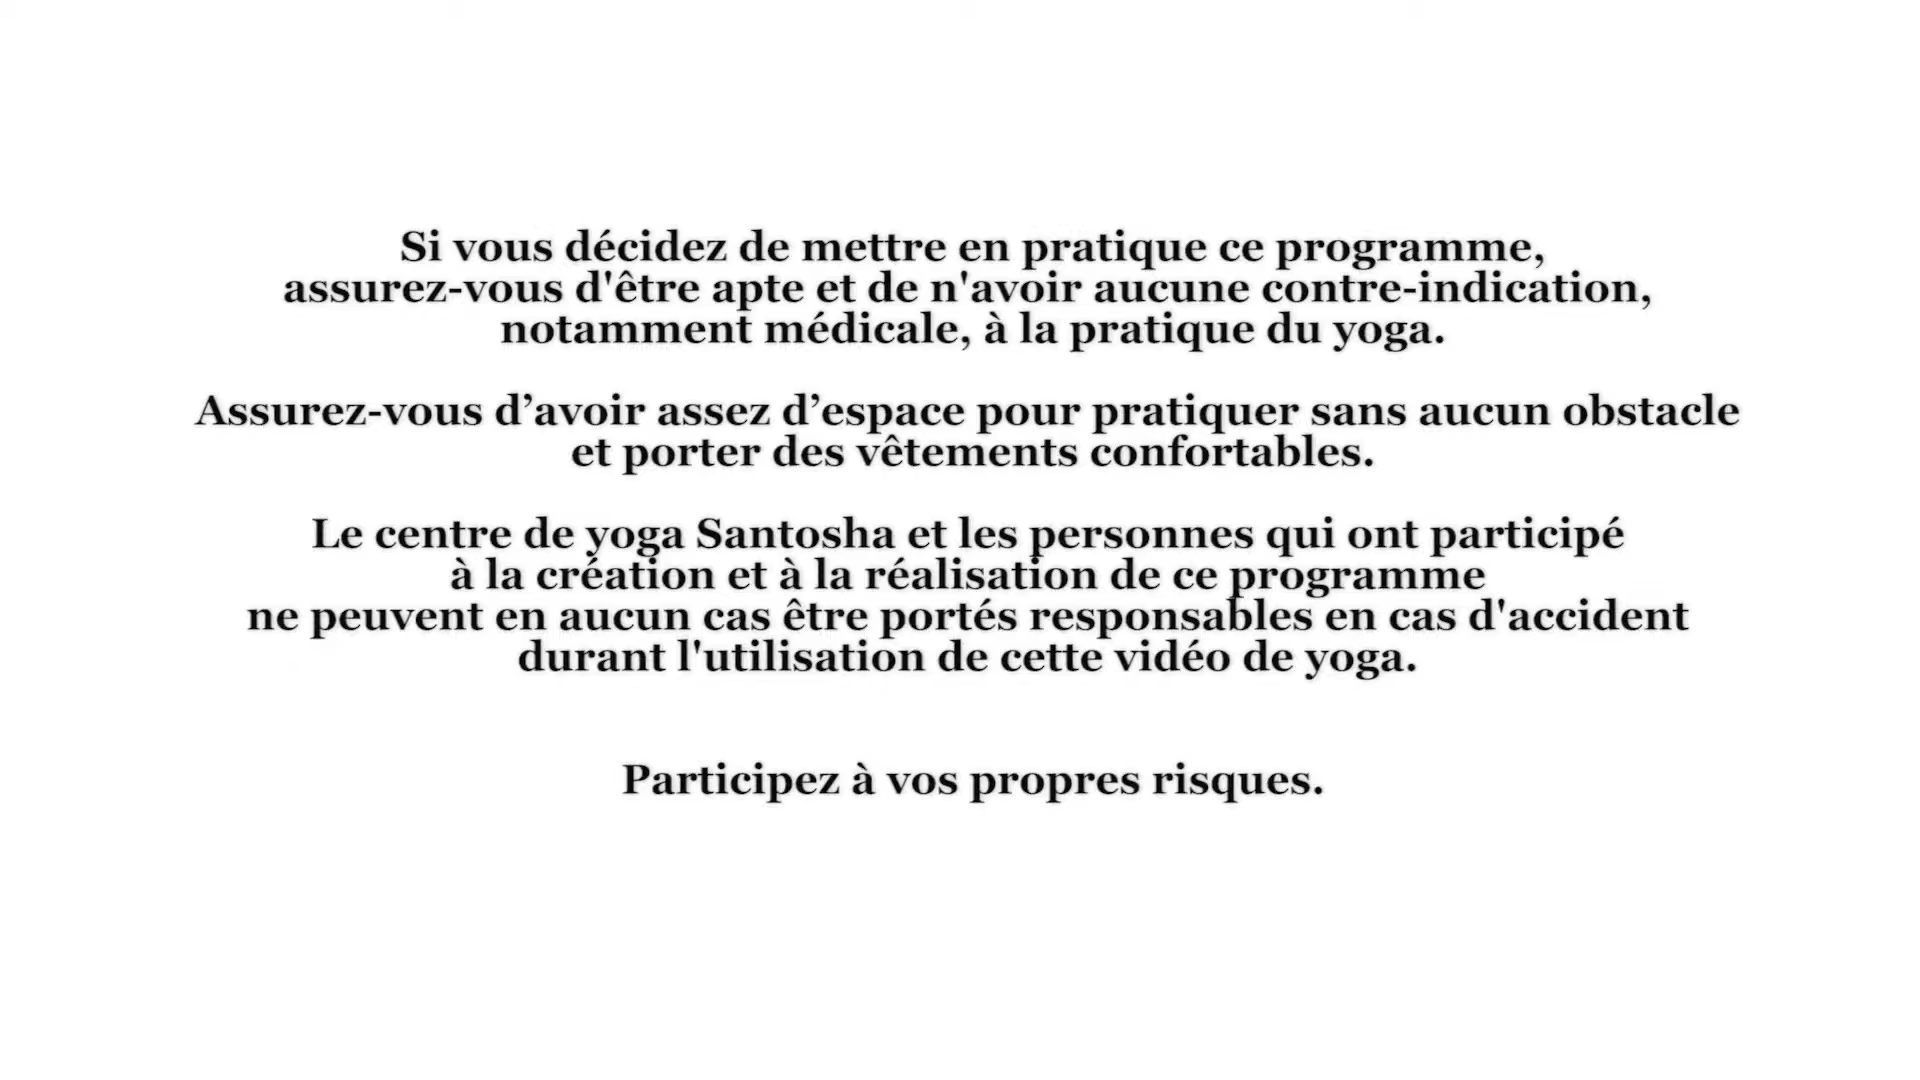 Si vous décidez de mettre en pratique ce programme,
assurez-vous d'être apte et de n'avoir aucune contre-indication,
notamment médicale, à la pratique du yoga.
Assurez-vous d’avoir assez d’espace pour pratiquer sans aucun obstacle
et porter des vêtements confortables.
Le centre de yoga Santosha et les personnes qui ont participé
à la création et à la réalisation de ce programme
ne peuvent en aucun cas être portés responsables en cas d'accident
durant l'utilisation de cette vidéo de yoga.
Participez à vos propres risques.